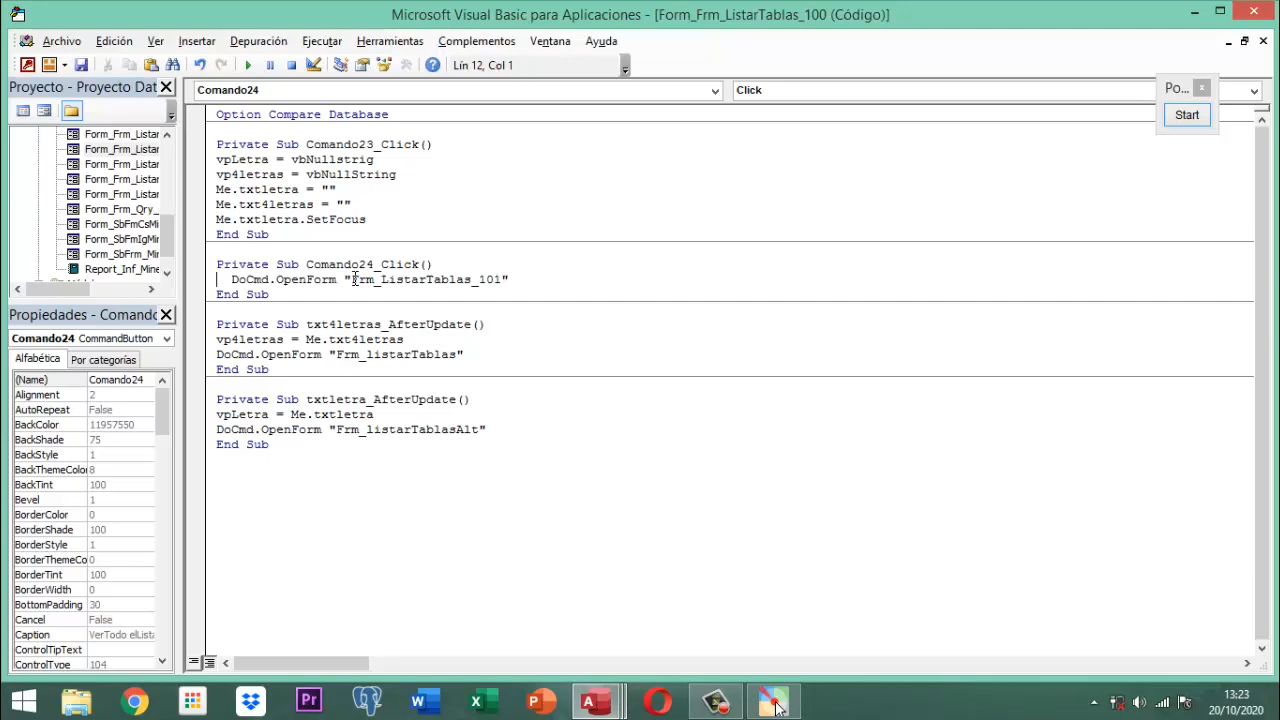 Microsoft Visual Basic para Aplicaciones - [Form_Frm_ListarTablas_100 (Código)]
Archivo Edición Ver Insertar Formato Depuración Ejecutar Herramientas Complementos Ventana Ayuda
Lín 12, Col 1
Proyecto - Proyecto Dat
Comando24
Click
Po...
Start
Form_Frm_Listar
Form_Frm_Listar
Form_Frm_Listar
Form_Frm_Listar
Form_Frm_Listar
Form_Frm_Qry_
Form_SbFmCsMin
Form_SbFmIgMin
Form_SbFrm_Mi
Report_Inf_Mine
Option Compare Database
Private Sub Comando23_Click()
vpLetra = vbNullstrig
vp4letras = vbNullString
Me.txtletra = ""
Me.txt4letras = ""
Me.txtletra.SetFocus
End Sub
Private Sub Comando24_Click()
DoCmd.OpenForm "Frm_ListarTablas_101"
End Sub
Private Sub txt4letras_AfterUpdate()
vp4letras = Me.txt4letras
DoCmd.OpenForm "Frm_listarTablas"
End Sub
Private Sub txtletra_AfterUpdate()
vpLetra = Me.txtletra
DoCmd.OpenForm "Frm_listarTablasAlt"
End Sub
Propiedades - Comando
Comando24 CommandButton
Alfabética Por categorías
(Name) Comando24
Alignment 2
AutoRepeat False
BackColor 11957550
BackShade 75
BackStyle 1
BackThemeColor 8
BackTint 100
Bevel 1
BorderColor 0
BorderShade 100
BorderStyle 1
BorderThemeCo 0
BorderTint 100
BorderWidth 0
BottomPadding 30
Cancel False
Caption VerTodo elLista
ControlTipText
ControlType 104
13:23
20/10/2020